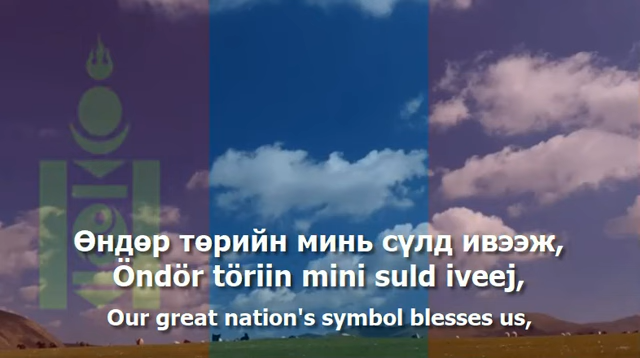 Өндөр төрийн минь сүлд ивээж,
Öndör töriin mini suld iveej,
Our great nation's symbol blesses us,